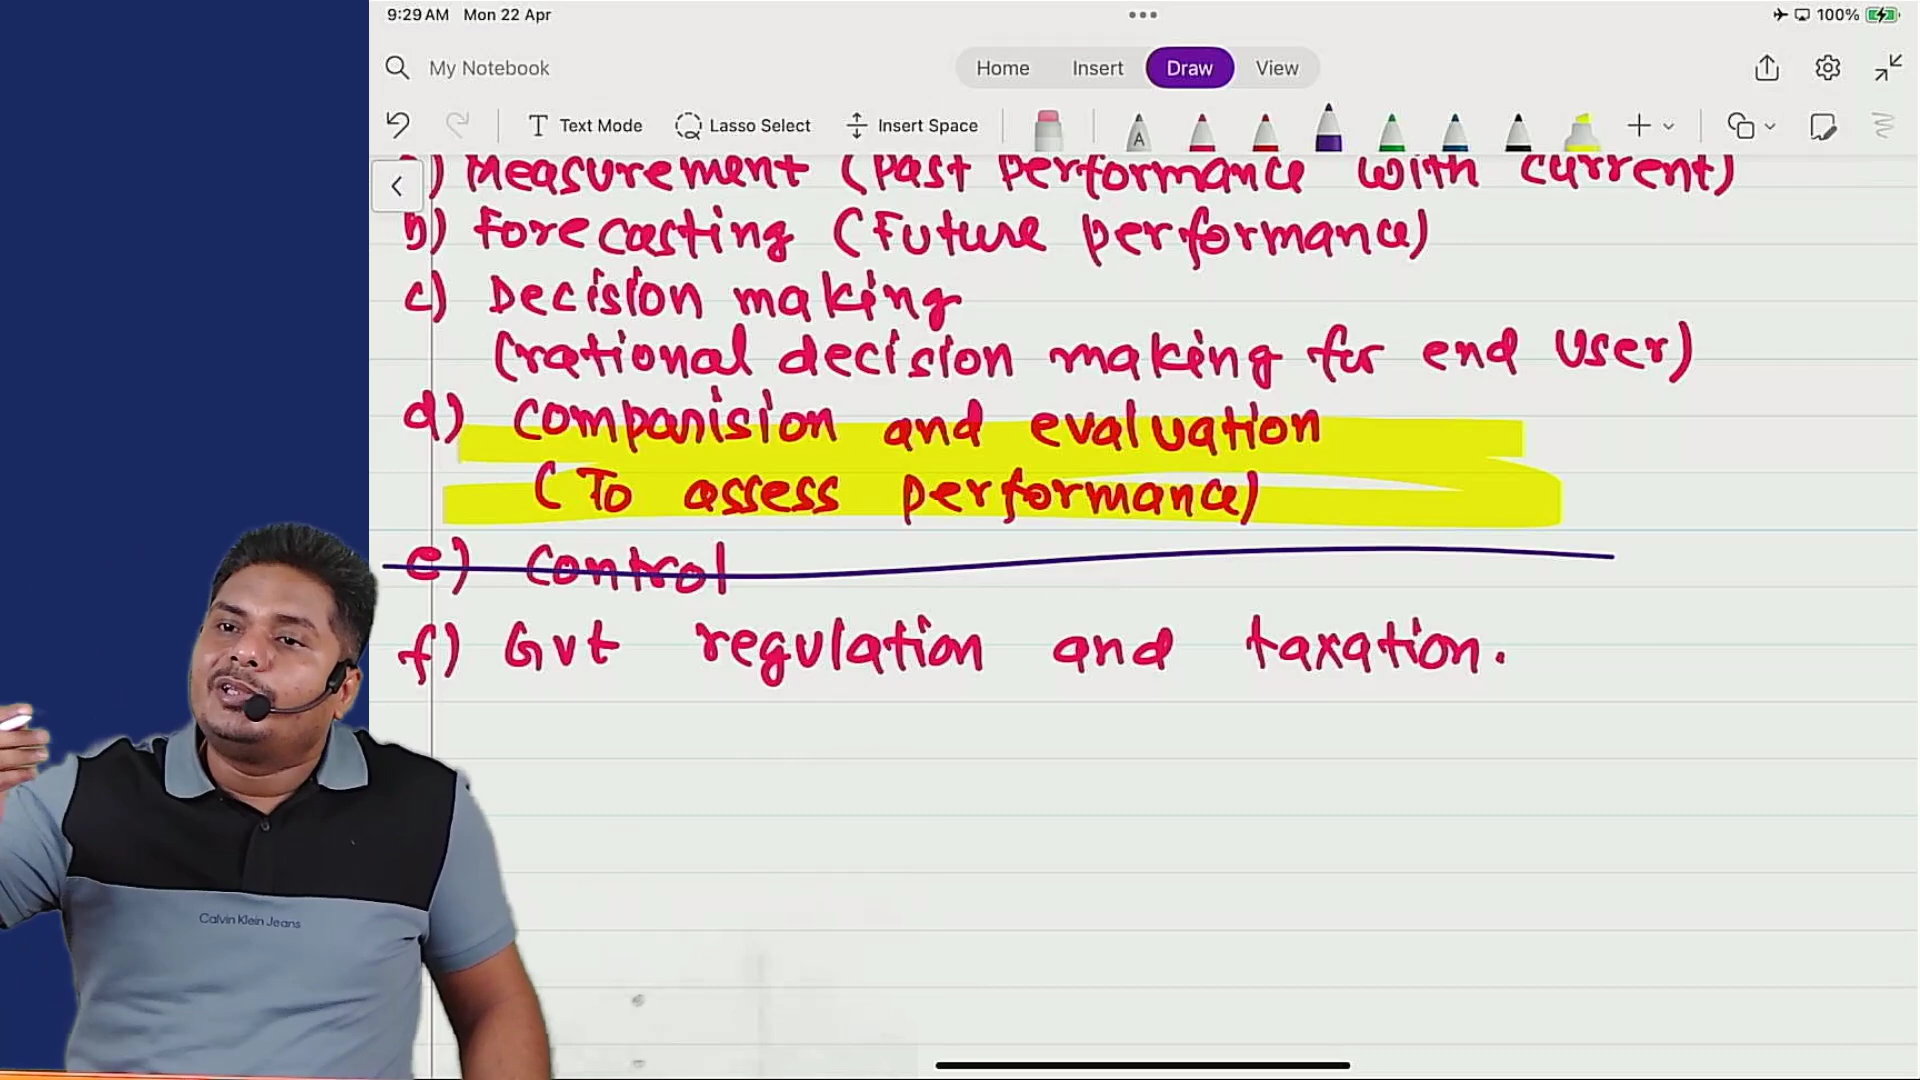 9:29 AM Mon 22 Apr
100%
My Notebook
Home Insert Draw View
Text Mode Lasso Select Insert Space
A
) Measurement (Past performance with current)
b) Forecasting (Future performance)
c) Decision making
(rational decision making for end user)
d) Comparision and evaluation
(To assess performance)
e) Control
f) Gvt regulation and taxation.
Calvin Klein Jeans